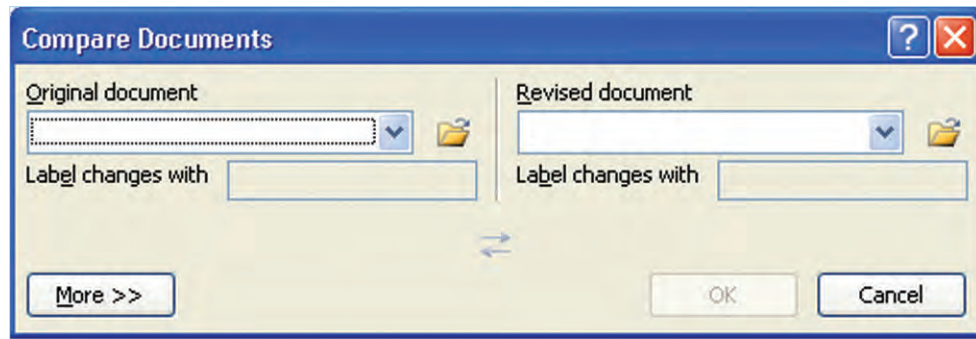 Compare Documents
Original document
Revised document
Label changes with
Label changes with
More >>
OK
Cancel